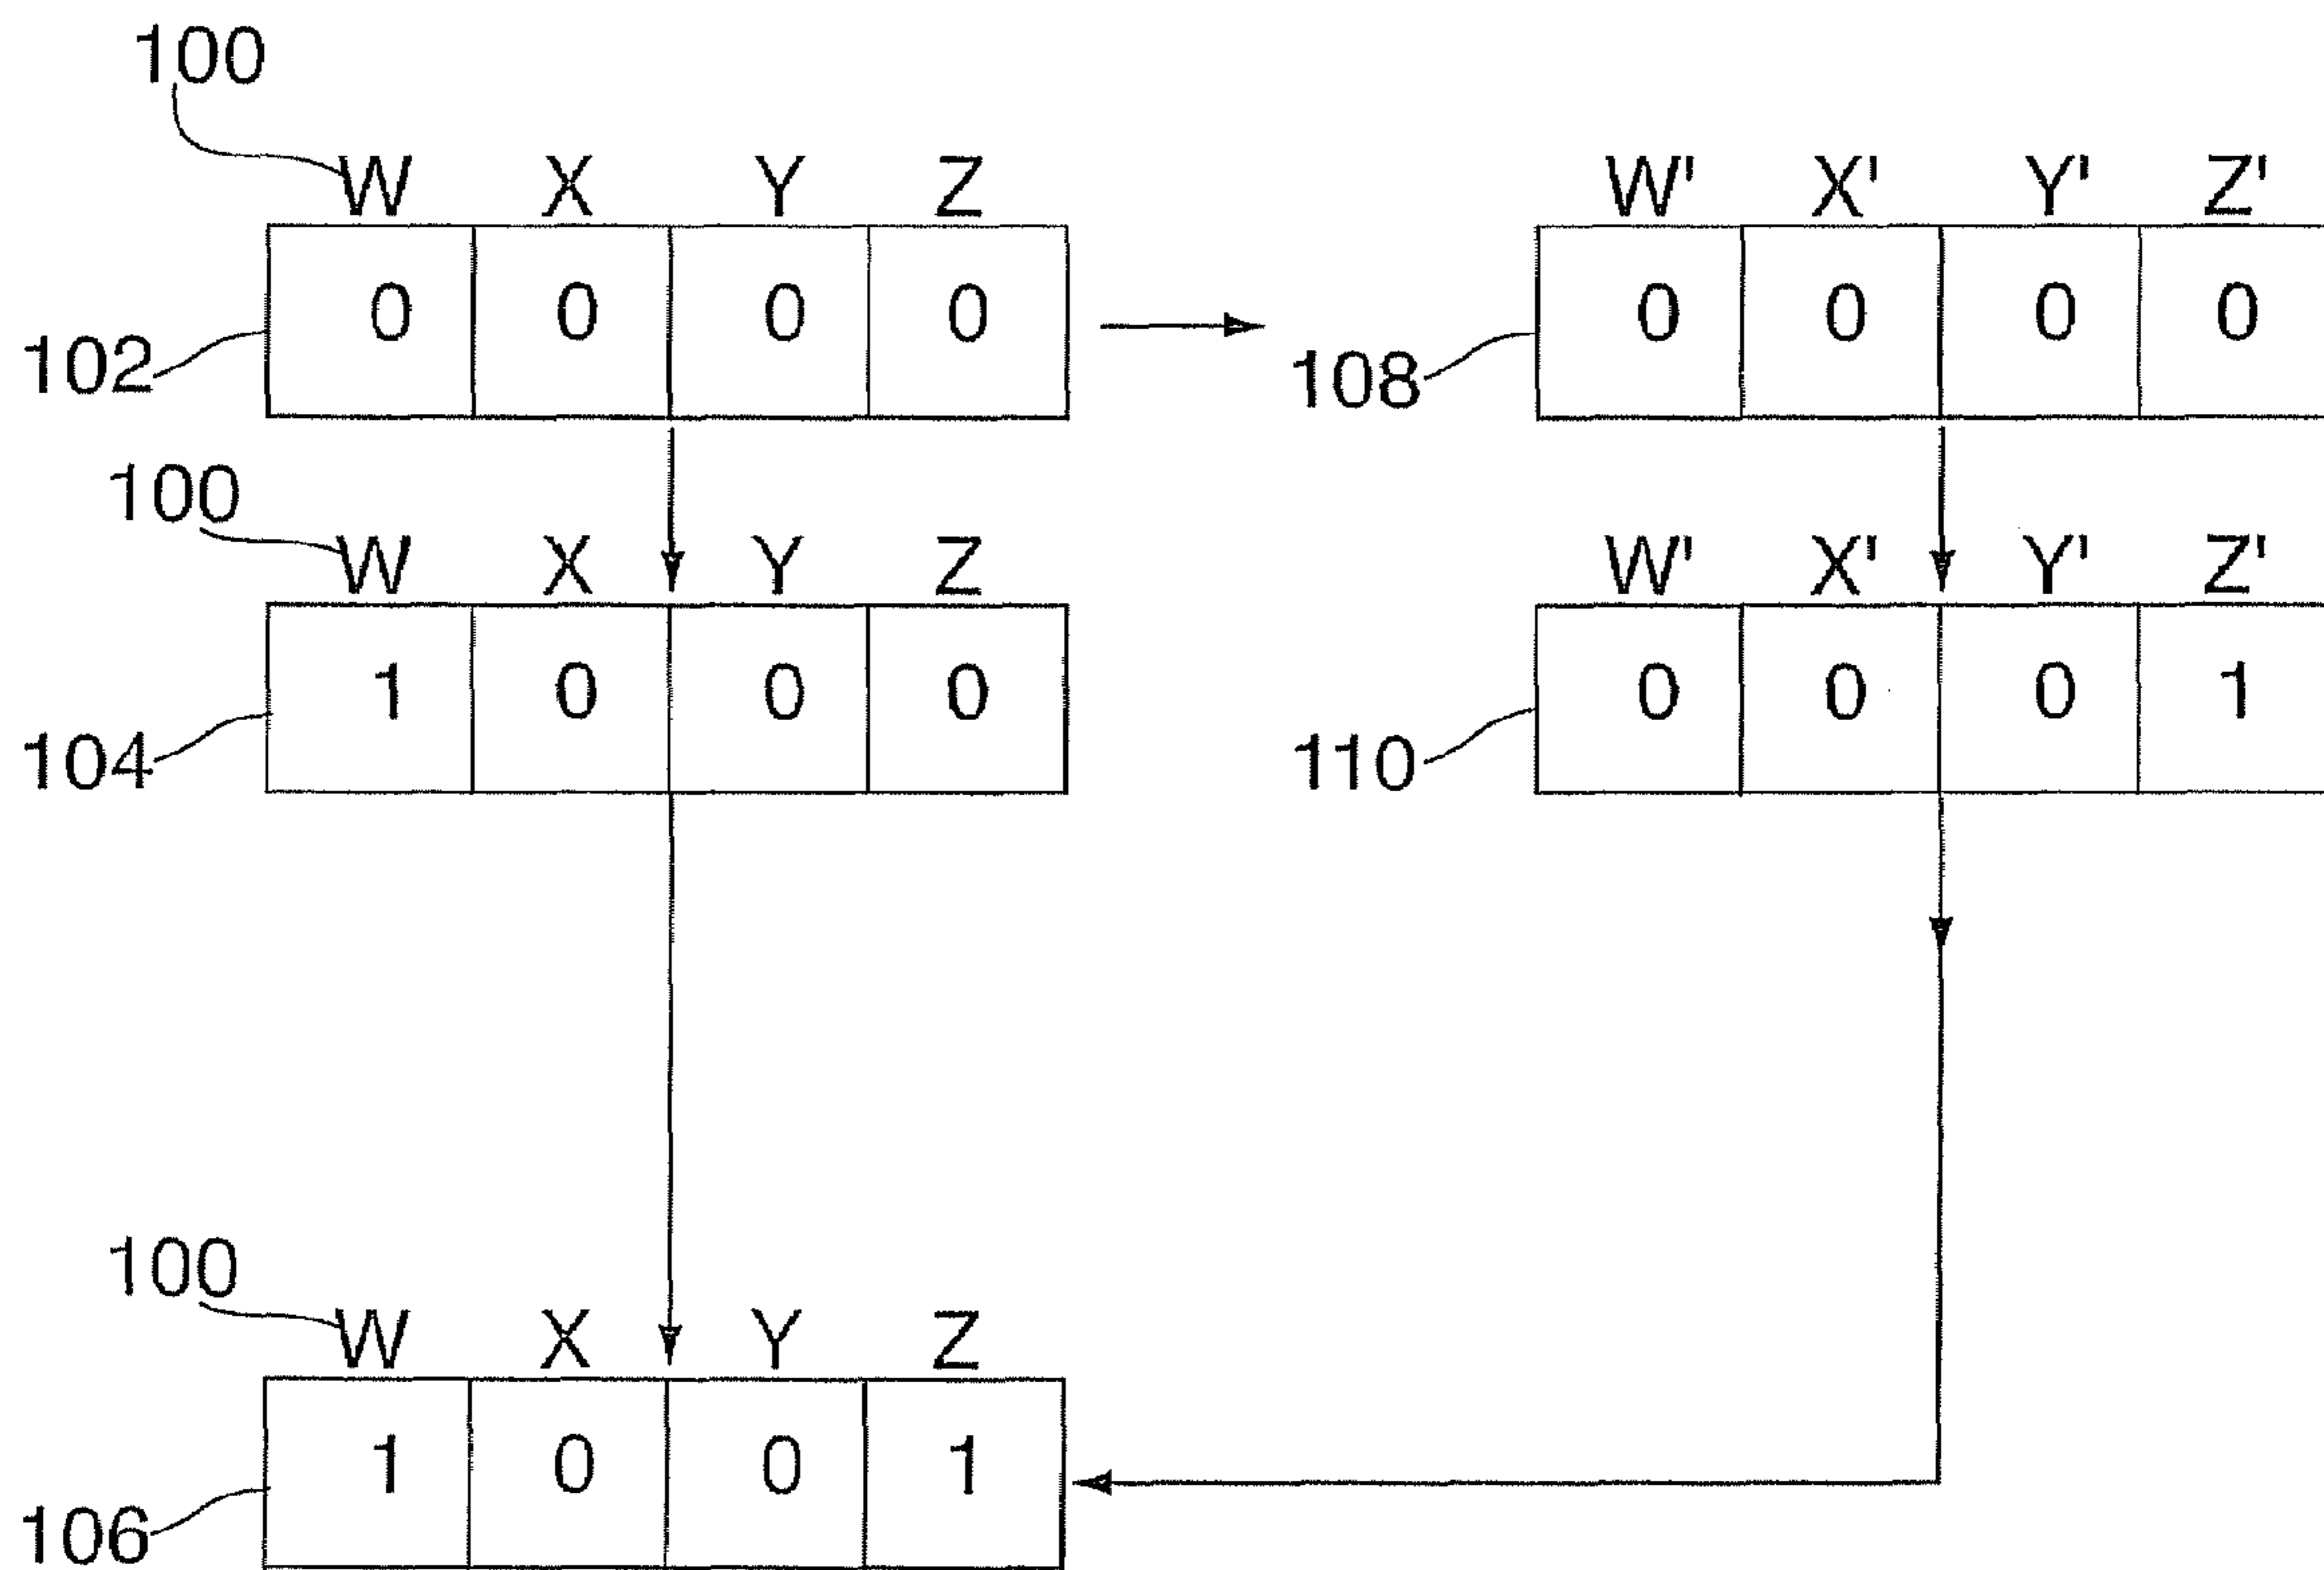 100
W X Y Z W' X' Y' Z'
0 0 0 0 0 0 0 0
102 108
100
W X Y Z W' X' Y' Z'
1 0 0 0 0 0 0 1
104 110
100
W X Y Z
1 0 0 1
106